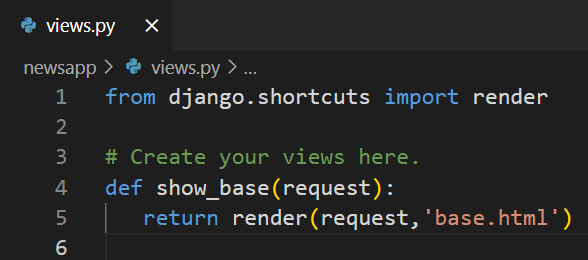 views.py ×
newsapp > views.py > ...
1 from django.shortcuts import render
2
3 # Create your views here.
4 def show_base(request):
5 return render(request,'base.html')
6